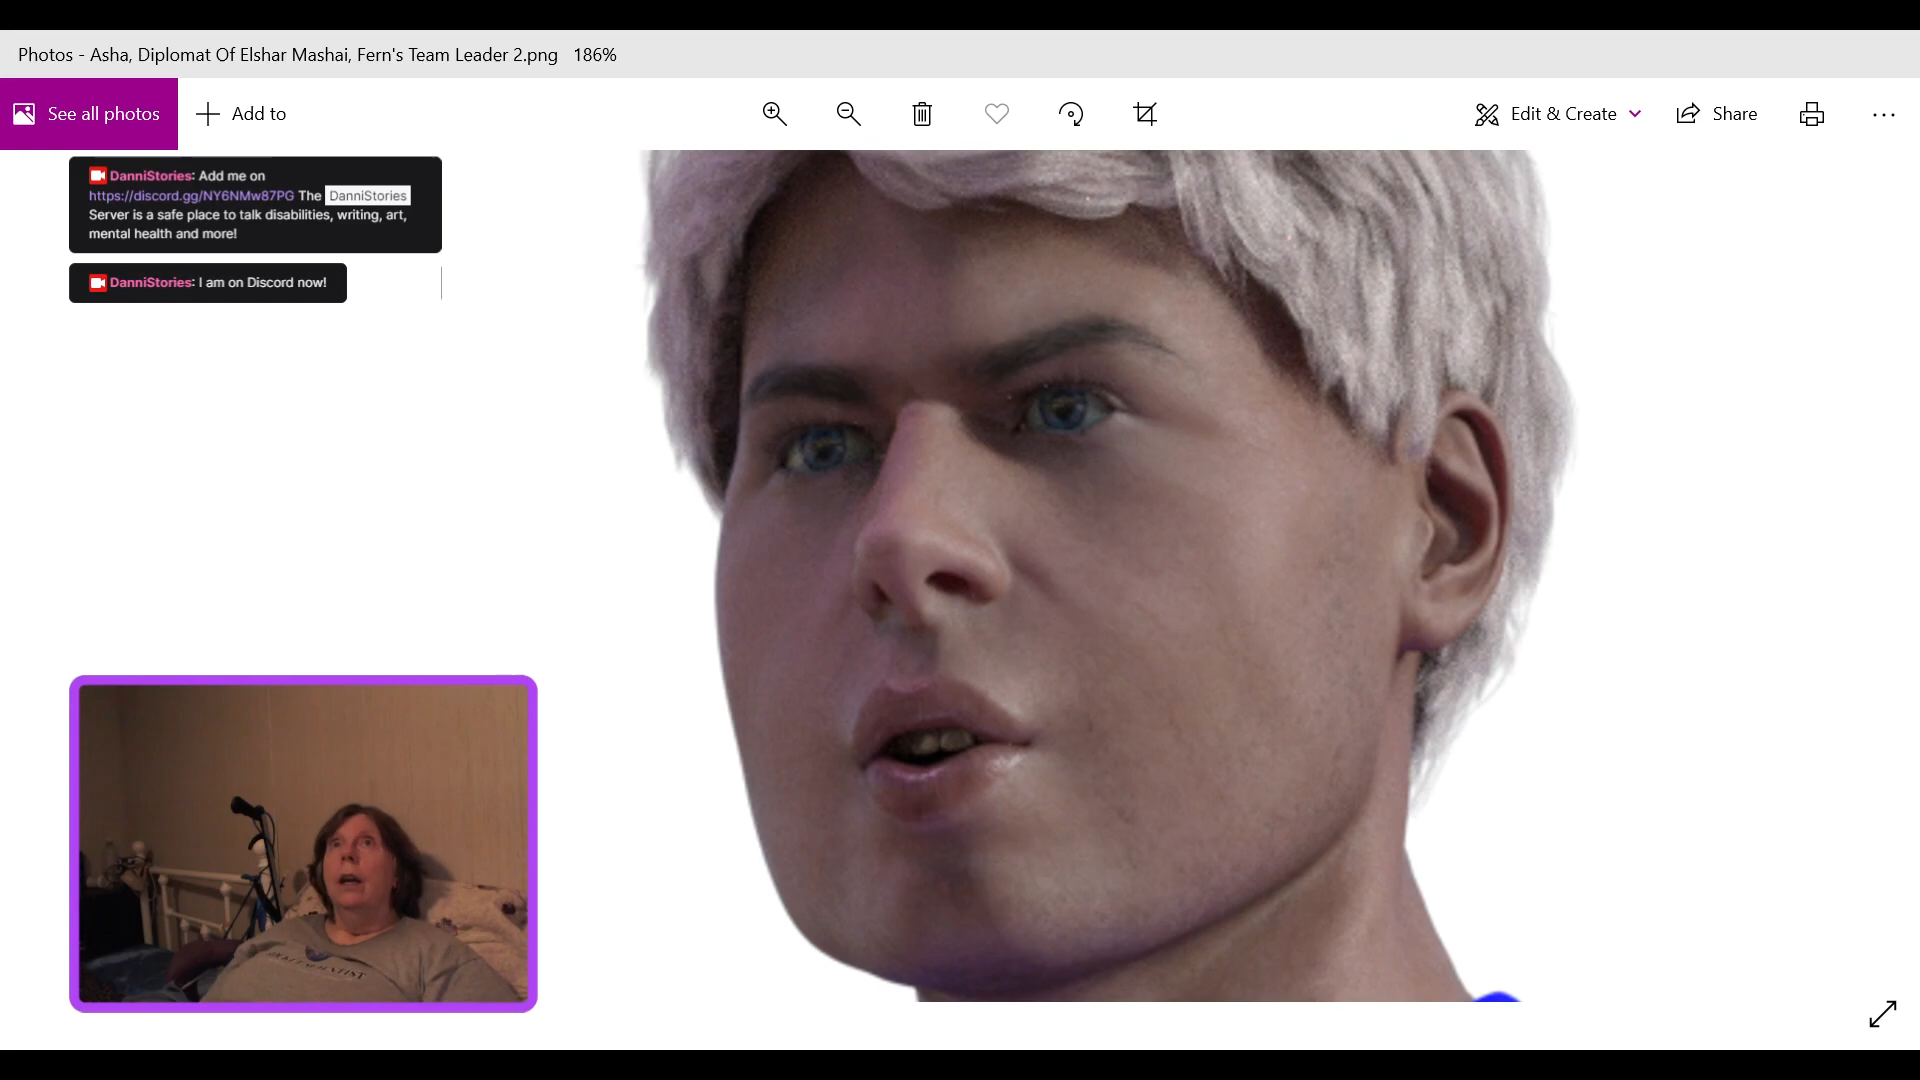 Photos - Asha, Diplomat Of Elshar Mashai, Fern's Team Leader 2.png 186%
See all photos
Add to
Edit & Create
Share
DanniStories: Add me on
https://discord.gg/NY6NMw87PG The DanniStories
Server is a safe place to talk disabilities, writing, art,
mental health and more!
DanniStories: I am on Discord now!